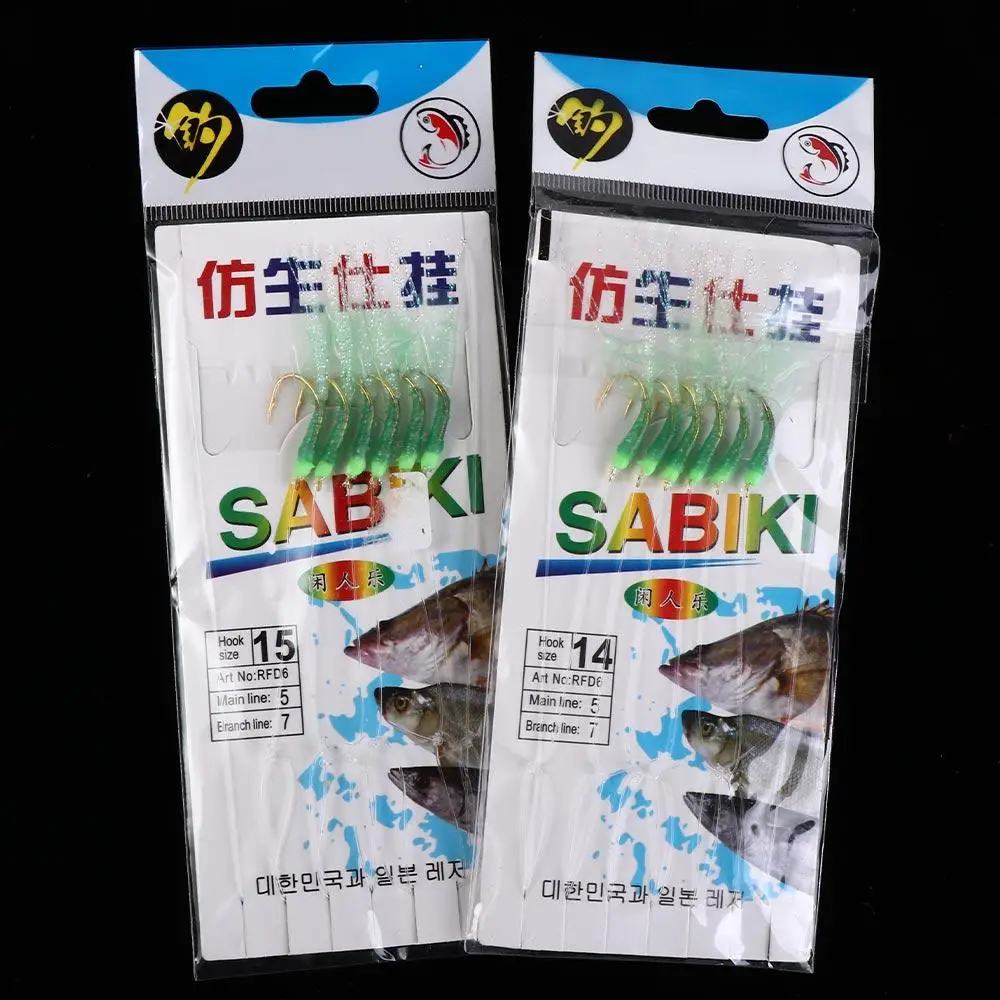 钓
仿生仕挂
SABIKI
闲人乐
Hook size 15
Art No:RFD6
Main line: 5
Branch line: 7
대한민국과 일본 레저
钓
仿生仕挂
SABIKI
闲人乐
Hook size 14
Art No:RFD6
Main line: 5
Branch line: 7
대한민국과 일본 레저